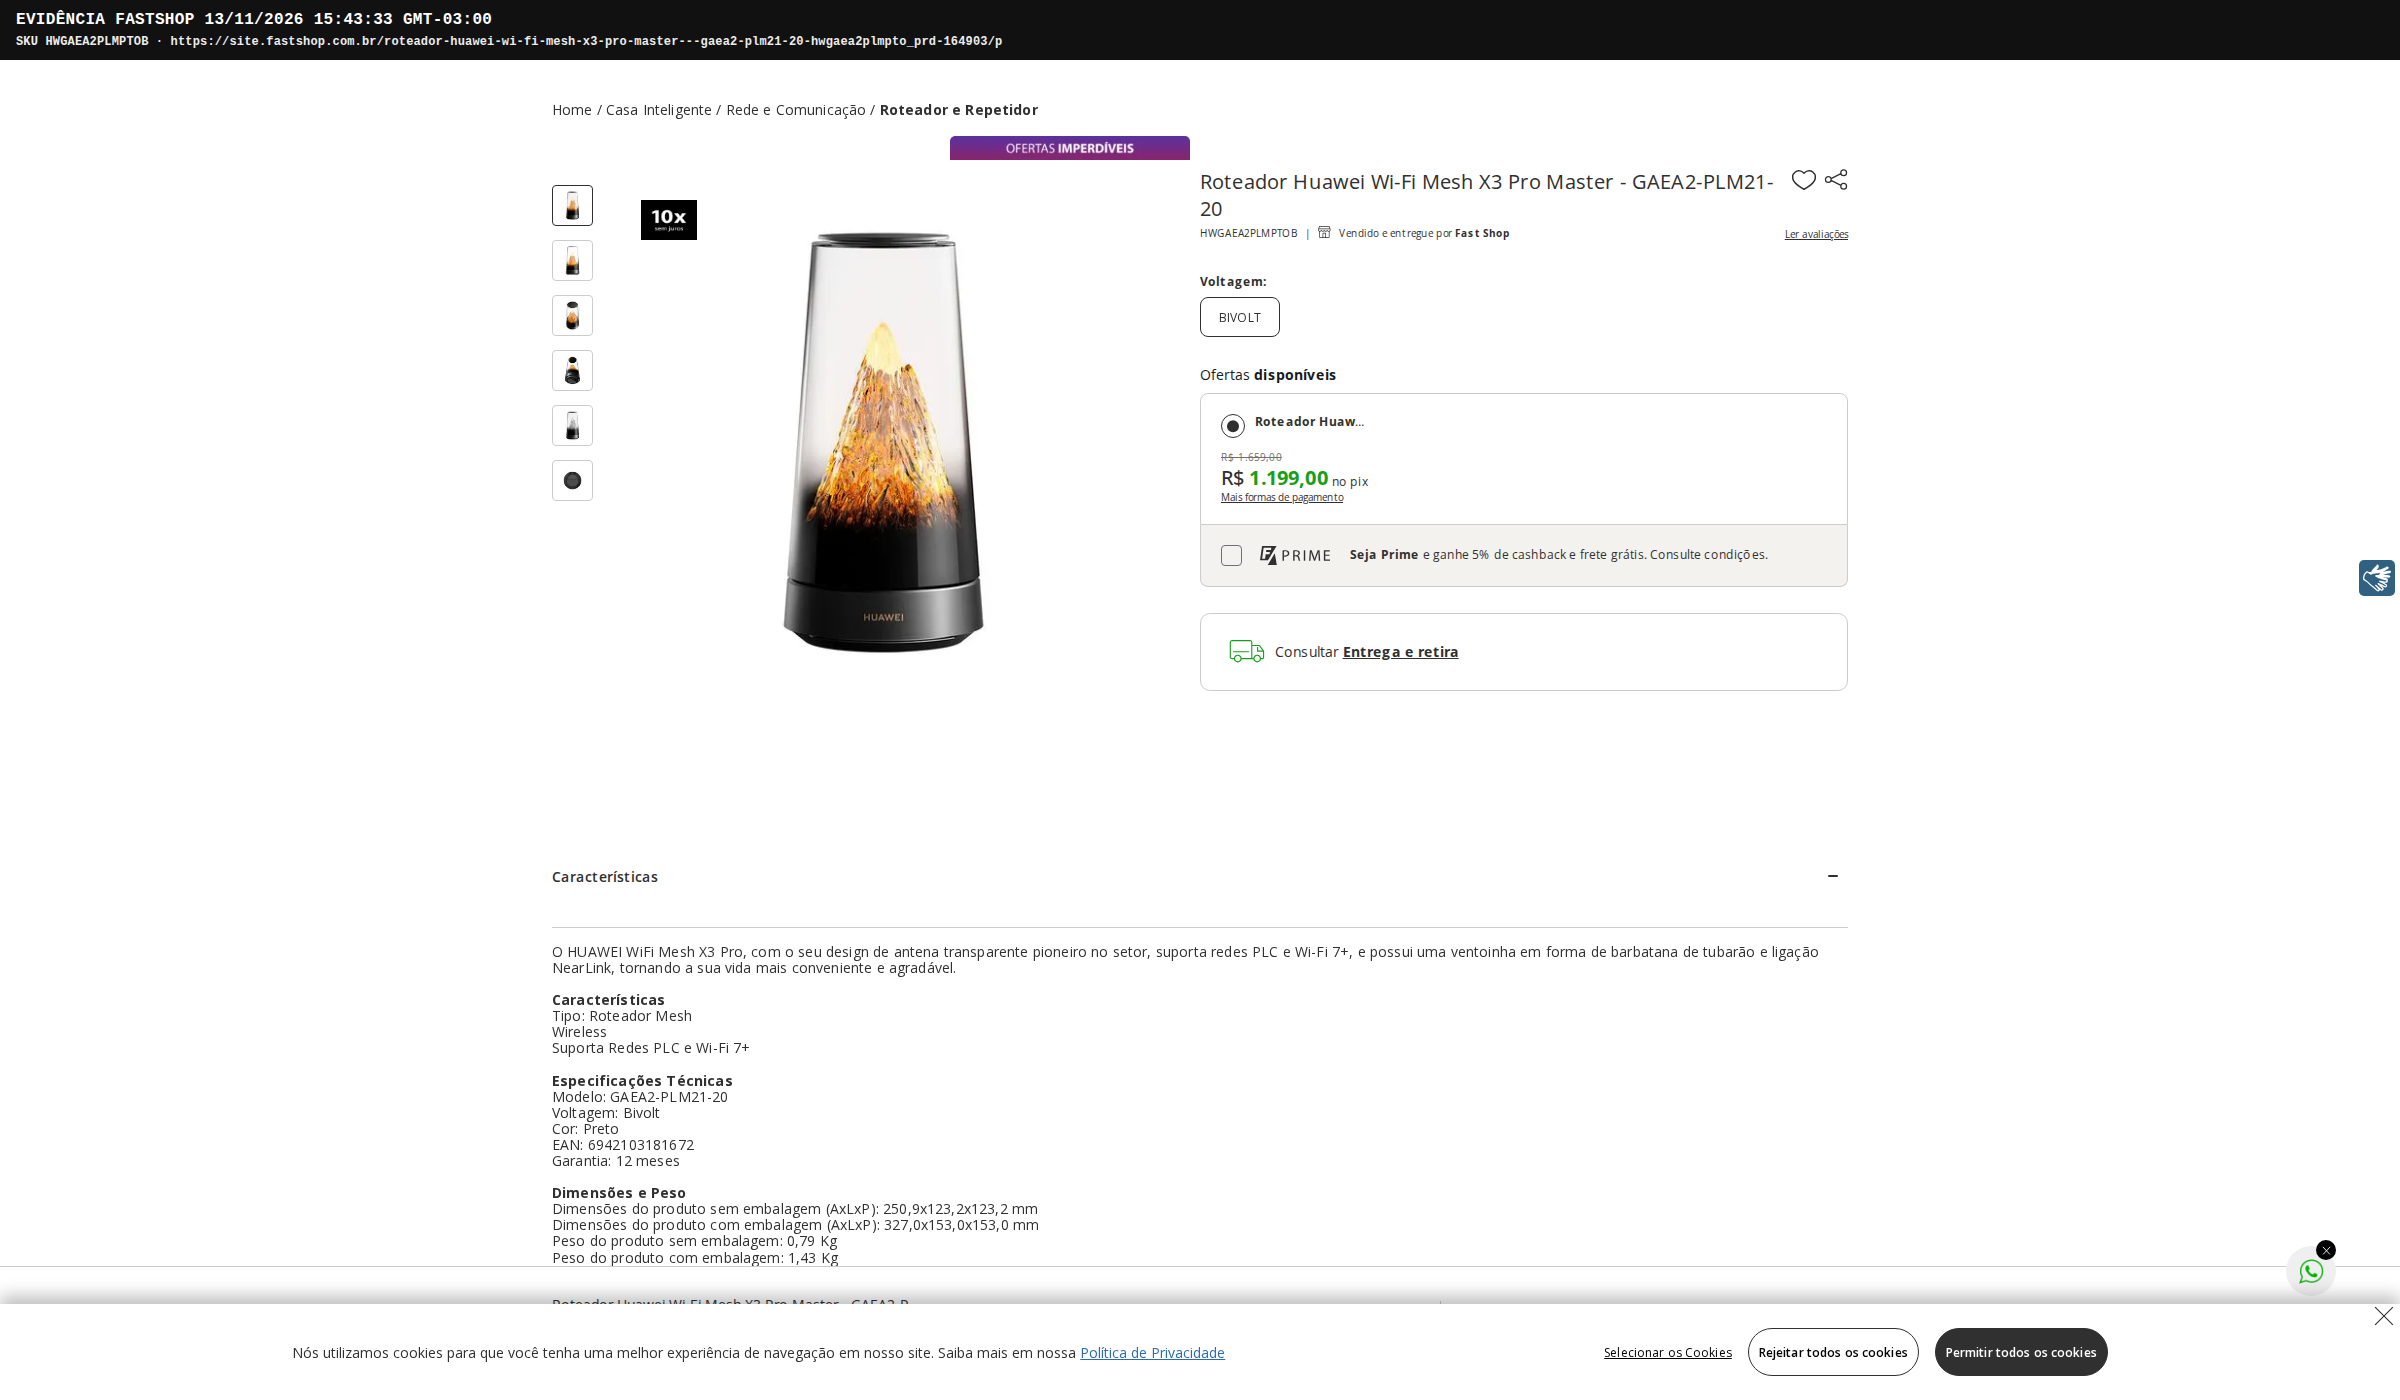 EVIDÊNCIA FASTSHOP 13/11/2026 15:43:33 GMT-03:00
SKU HWGAEA2PLMPTOB · https://site.fastshop.com.br/roteador-huawei-wi-fi-mesh-x3-pro-master---gaea2-plm21-20-hwgaea2plmpto_prd-164903/p
Home / Casa Inteligente / Rede e Comunicação / Roteador e Repetidor
OFERTAS IMPERDÍVEIS
10x
sem juros
HUAWEI
Roteador Huawei Wi-Fi Mesh X3 Pro Master - GAEA2-PLM21-
20
HWGAEA2PLMPTOB | Vendido e entregue por Fast Shop
Ler avaliações
Voltagem:
BIVOLT
Ofertas disponíveis
Roteador Huaw...
R$ 1.659,00
R$ 1.199,00 no pix
Mais formas de pagamento
PRIME Seja Prime e ganhe 5% de cashback e frete grátis. Consulte condições.
Consultar Entrega e retira
Características
O HUAWEI WiFi Mesh X3 Pro, com o seu design de antena transparente pioneiro no setor, suporta redes PLC e Wi-Fi 7+, e possui uma ventoinha em forma de barbatana de tubarão e ligação
NearLink, tornando a sua vida mais conveniente e agradável.
Características
Tipo: Roteador Mesh
Wireless
Suporta Redes PLC e Wi-Fi 7+
Especificações Técnicas
Modelo: GAEA2-PLM21-20
Voltagem: Bivolt
Cor: Preto
EAN: 6942103181672
Garantia: 12 meses
Dimensões e Peso
Dimensões do produto sem embalagem (AxLxP): 250,9x123,2x123,2 mm
Dimensões do produto com embalagem (AxLxP): 327,0x153,0x153,0 mm
Peso do produto sem embalagem: 0,79 Kg
Peso do produto com embalagem: 1,43 Kg
Roteador Huawei Wi-Fi Mesh X3 Pro Master - GAEA2-P
Nós utilizamos cookies para que você tenha uma melhor experiência de navegação em nosso site. Saiba mais em nossa Política de Privacidade
Selecionar os Cookies
Rejeitar todos os cookies
Permitir todos os cookies